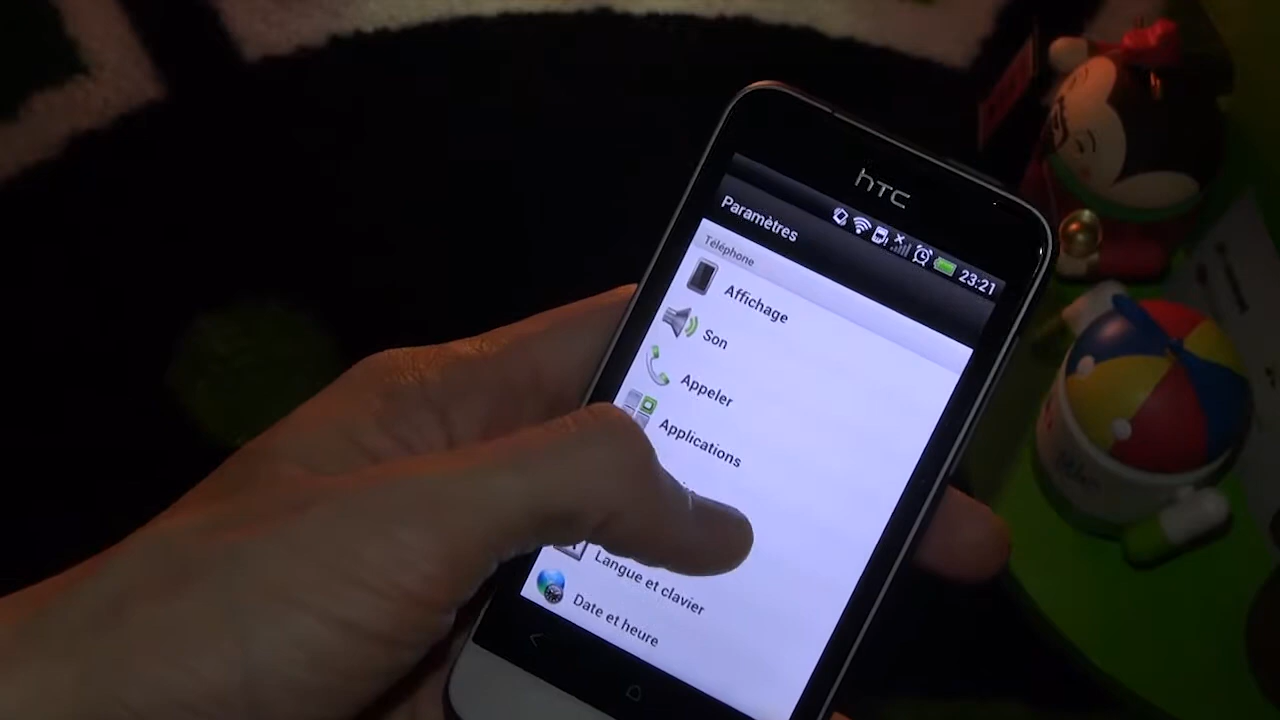 hTC
23:21
Paramètres
Téléphone
Affichage
Son
Appeler
Applications
Langue et clavier
Date et heure